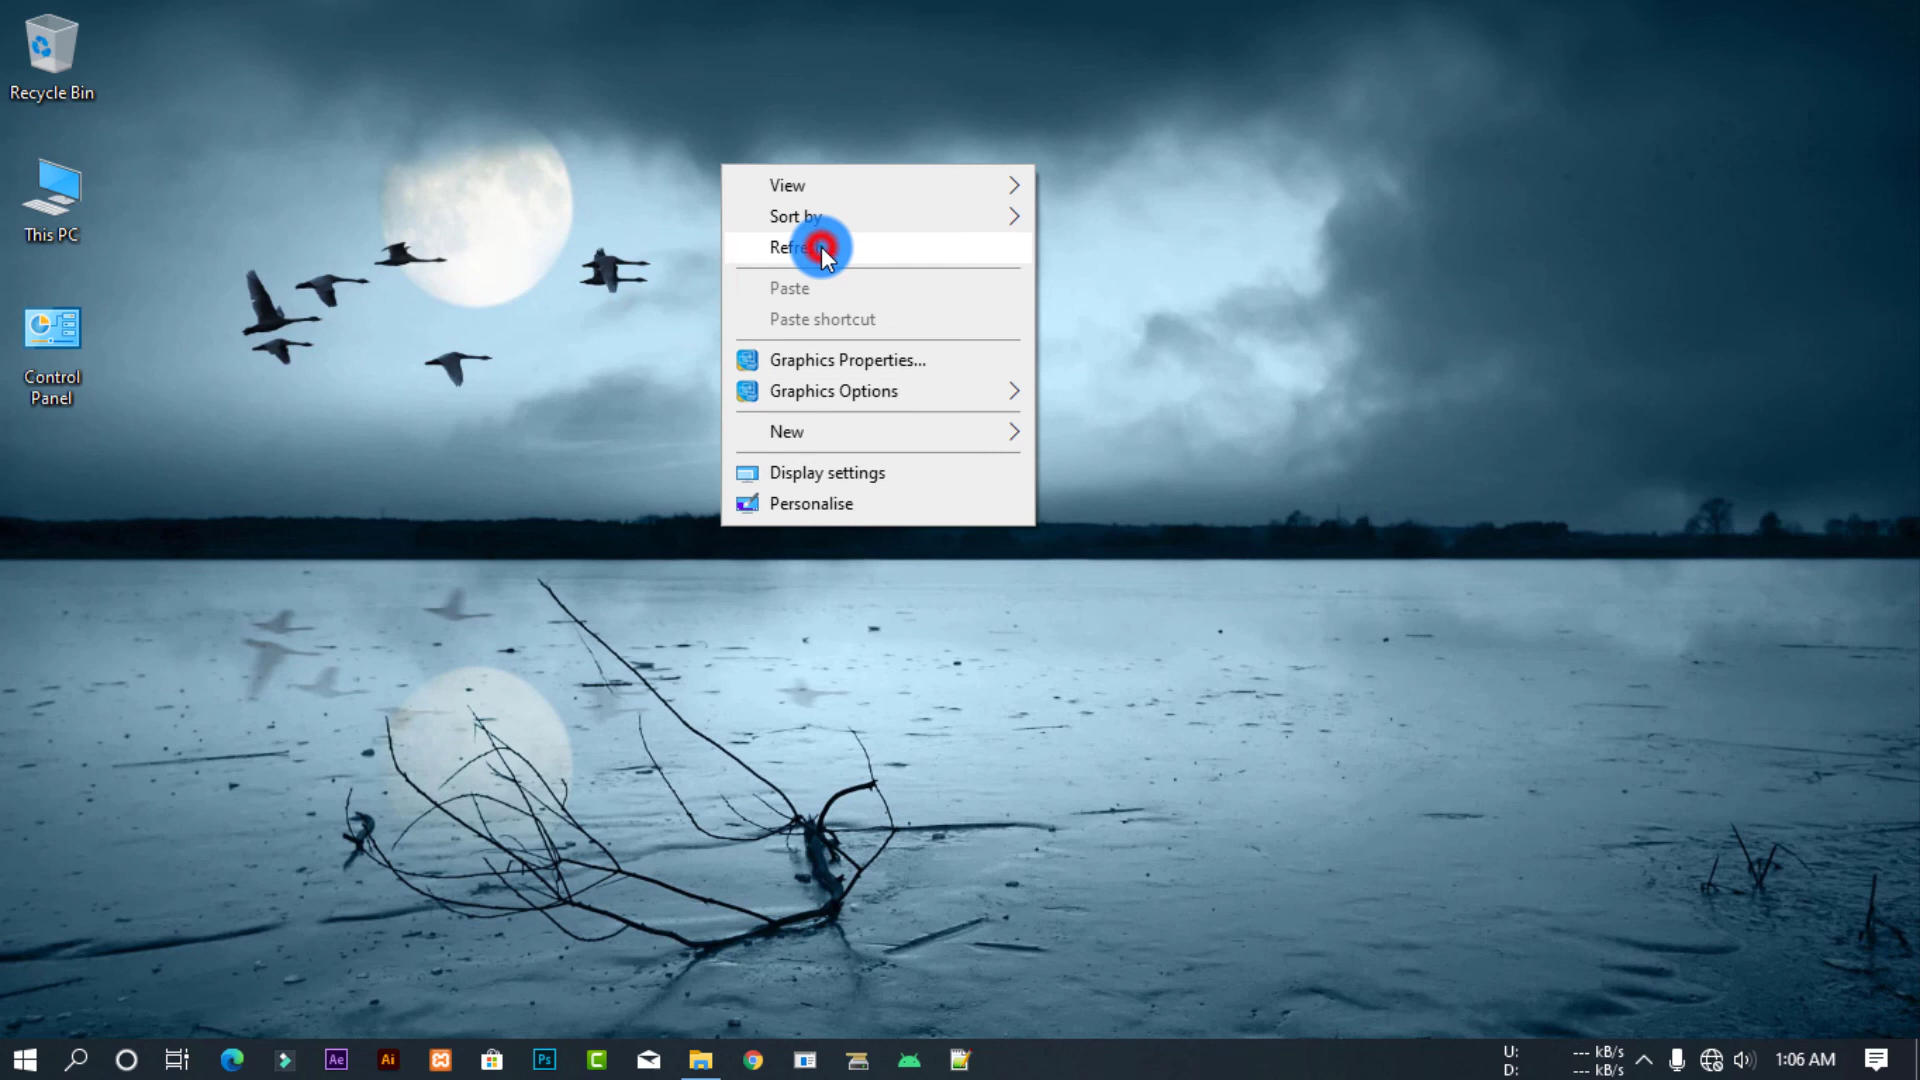 Recycle Bin
This PC
Control
Panel
View
Sort by
Paste
Paste shortcut
Graphics Properties...
Graphics Options
New
Display settings
Personalise
Ae
Ai
Ps
C
U: --- kB/s
D: --- kB/s
1:06 AM